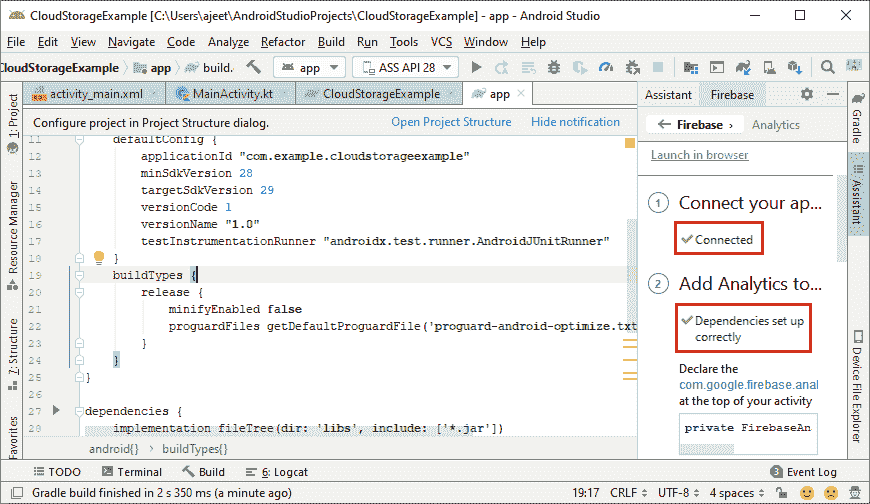 CloudStorageExample [C:\Users\ajeet\AndroidStudioProjects\CloudStorageExample] - app - Android Studio
File Edit View Navigate Code Analyze Refactor Build Run Tools VCS Window Help
CloudStorageExample app build. app ASS API 28
activity_main.xml MainActivity.kt CloudStorageExample app
Configure project in Project Structure dialog. Open Project Structure Hide notification
11 defaultConfig {
12 applicationId "com.example.cloudstorageexample"
13 minSdkVersion 28
14 targetSdkVersion 29
15 versionCode 1
16 versionName "1.0"
17 testInstrumentationRunner "androidx.test.runner.AndroidJUnitRunner"
18 }
19 buildTypes {
20 release {
21 minifyEnabled false
22 proguardFiles getDefaultProguardFile('proguard-android-optimize.txt
23 }
24 }
25 }
26
27 dependencies {
28 implementation fileTree(dir: 'libs', include: ['*.jar'])
android{} › buildTypes{}
Assistant Firebase
← Firebase › Analytics
Launch in browser
1 Connect your ap...
Connected
2 Add Analytics to...
Dependencies set up
correctly
Declare the
com.google.firebase.anal
at the top of your activity
private FirebaseAn
1: Project
Resource Manager
7: Structure
Favorites
Gradle
Assistant
Device File Explorer
TODO Terminal Build 6: Logcat 3 Event Log
Gradle build finished in 2 s 350 ms (a minute ago) 19:17 CRLF UTF-8 4 spaces